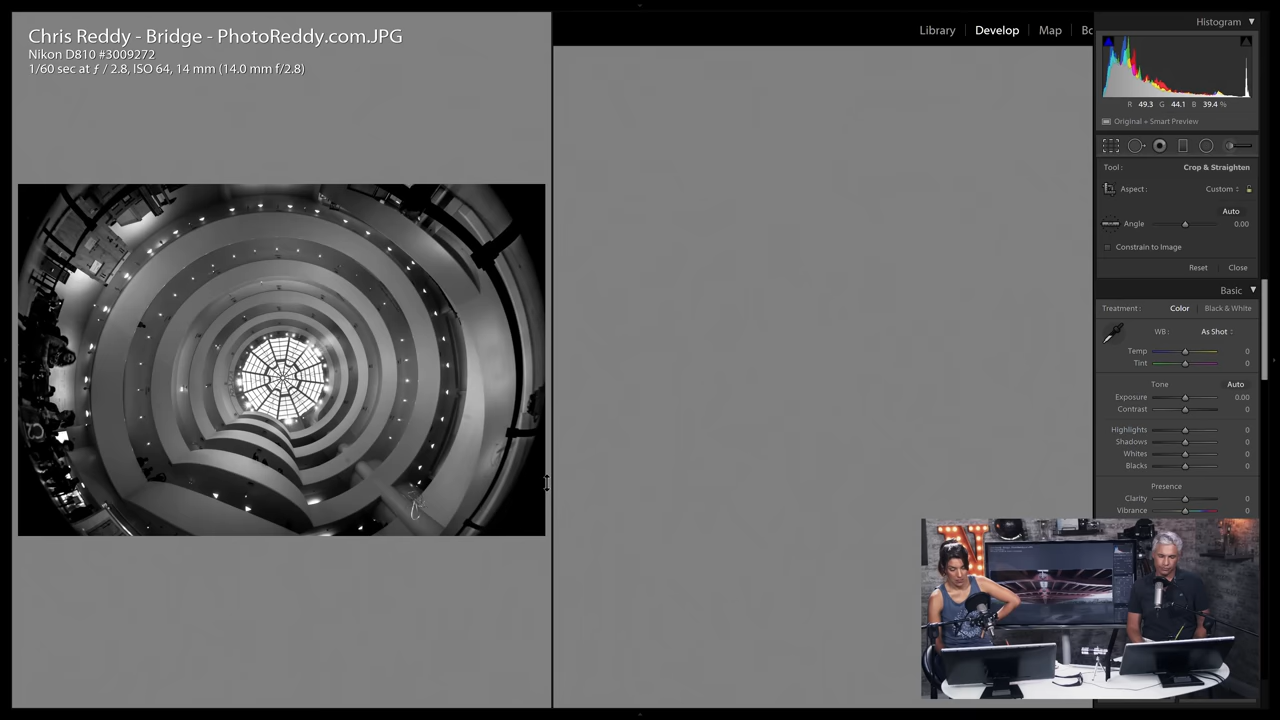 Chris Reddy - Bridge - PhotoReddy.com.JPG
Nikon D810 #3009272
1/60 sec at ƒ / 2.8, ISO 64, 14 mm (14.0 mm f/2.8)
Library | Develop | Map | Bo
Histogram
R 49.3 G 44.1 B 39.4 %
Original + Smart Preview
Tool: Crop & Straighten
Aspect: Custom
Auto
Angle 0.00
Constrain to Image
Reset Close
Basic
Treatment: Color | Black & White
WB: As Shot
Temp 0
Tint 0
Tone Auto
Exposure 0.00
Contrast 0
Highlights 0
Shadows 0
Whites 0
Blacks 0
Presence
Clarity 0
Vibrance 0
N